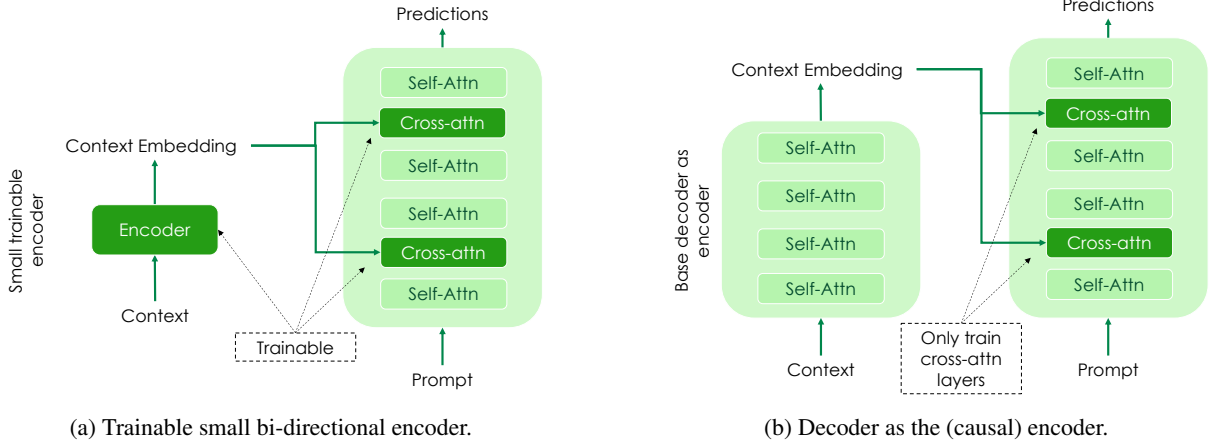 Predictions
Self-Attn
Cross-attn
Self-Attn
Self-Attn
Cross-attn
Self-Attn
Prompt
Context Embedding
Encoder
Context
Trainable
Small trainable
encoder
(a) Trainable small bi-directional encoder.
Predictions
Self-Attn
Cross-attn
Self-Attn
Self-Attn
Cross-attn
Self-Attn
Prompt
Context Embedding
Self-Attn
Self-Attn
Self-Attn
Self-Attn
Context
Only train
cross-attn
layers
Base decoder as
encoder
(b) Decoder as the (causal) encoder.